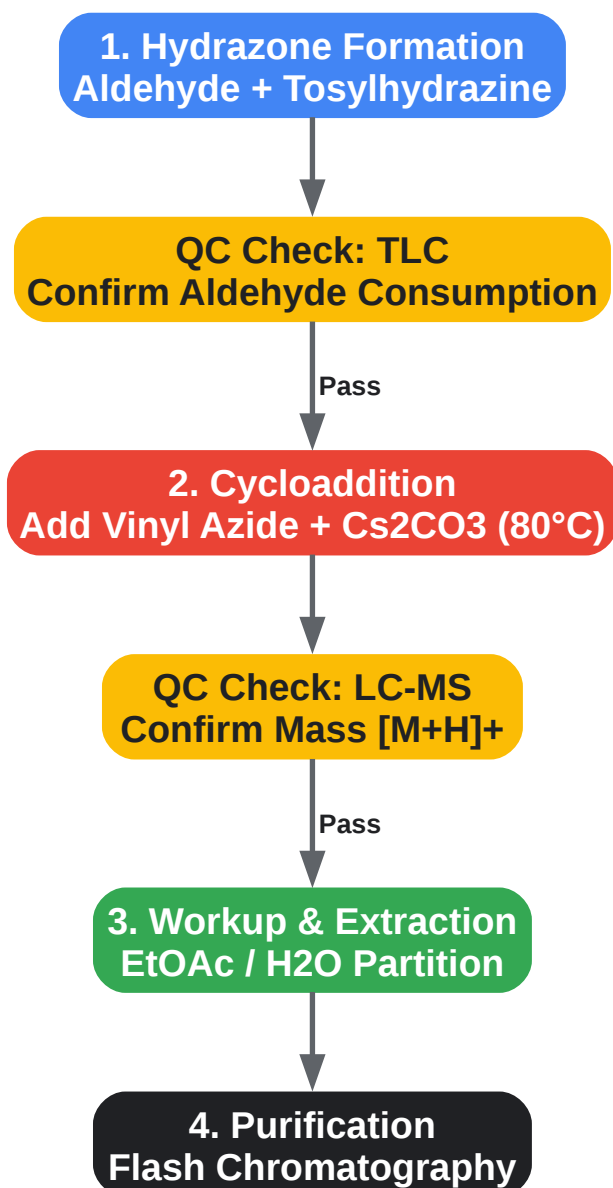 1. Hydrazone Formation
Aldehyde + Tosylhydrazine
QC Check: TLC
Confirm Aldehyde Consumption
Pass
2. Cycloaddition
Add Vinyl Azide + Cs2CO3 (80°C)
QC Check: LC-MS
Confirm Mass [M+H]+
Pass
3. Workup & Extraction
EtOAc / H2O Partition
4. Purification
Flash Chromatography